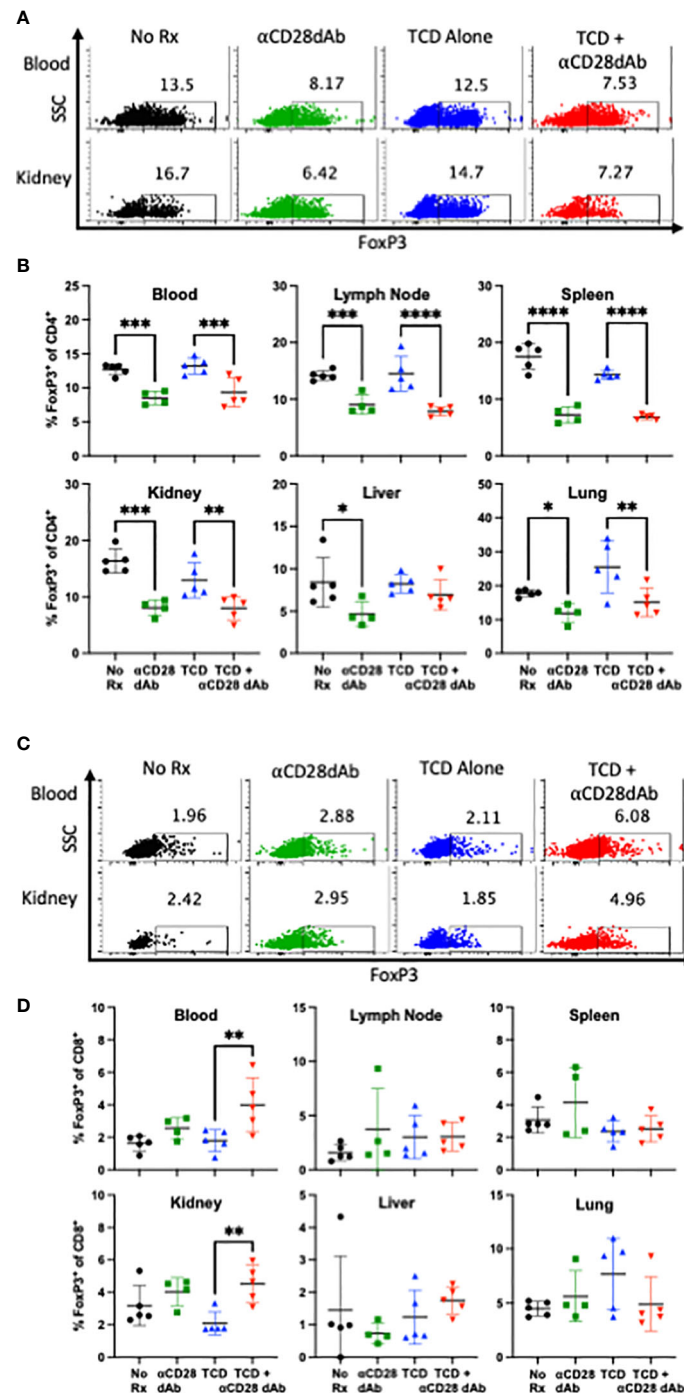 A
No Rx αCD28dAb TCD Alone TCD +
αCD28dAb
Blood
13.5 8.17 12.5 7.53
SSC
Kidney
16.7 6.42 14.7 7.27
FoxP3
B
Blood Lymph Node Spleen
% FoxP3⁺ of CD4⁺
25 20 15 10 5 0
30 20 10 0
30 20 10 0
*** *** *** **** **** ****
Kidney Liver Lung
% FoxP3⁺ of CD4⁺
30 20 10 0
20 15 10 5 0
50 40 30 20 10 0
*** ** * * **
No αCD28 TCD TCD + No αCD28 TCD TCD + No αCD28 TCD TCD +
Rx dAb αCD28 dAb Rx dAb αCD28 dAb Rx dAb αCD28 dAb
C
No Rx αCD28dAb TCD Alone TCD +
αCD28dAb
Blood
1.96 2.88 2.11 6.08
SSC
Kidney
2.42 2.95 1.85 4.96
FoxP3
D
Blood Lymph Node Spleen
% FoxP3⁺ of CD8⁺
10 8 6 4 2 0
15 10 5 0
10 8 6 4 2 0
**
Kidney Liver Lung
% FoxP3⁺ of CD8⁺
10 8 6 4 2 0
5 4 3 2 1 0
15 10 5 0
**
No αCD28 TCD TCD + No αCD28 TCD TCD + No αCD28 TCD TCD +
Rx dAb αCD28 dAb Rx dAb αCD28 dAb Rx dAb αCD28 dAb